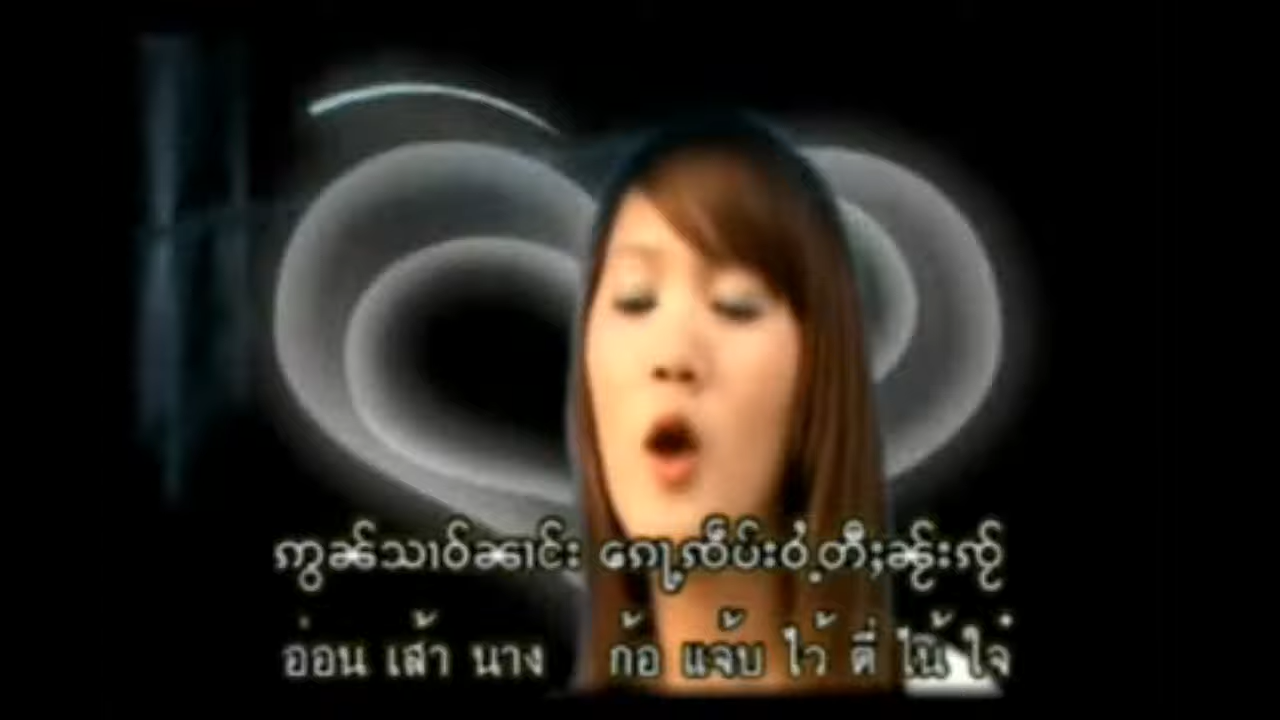 ဢွၼ်သၢဝ်ၼၢင်း ၵေႃႉၸဵပ်းဝႆႉတီႈၼႂ်းၸႂ်
อ่อน เส้า นาง ก้อ แจ้บ ไว้ ตี่ ไน้ ใจ๋